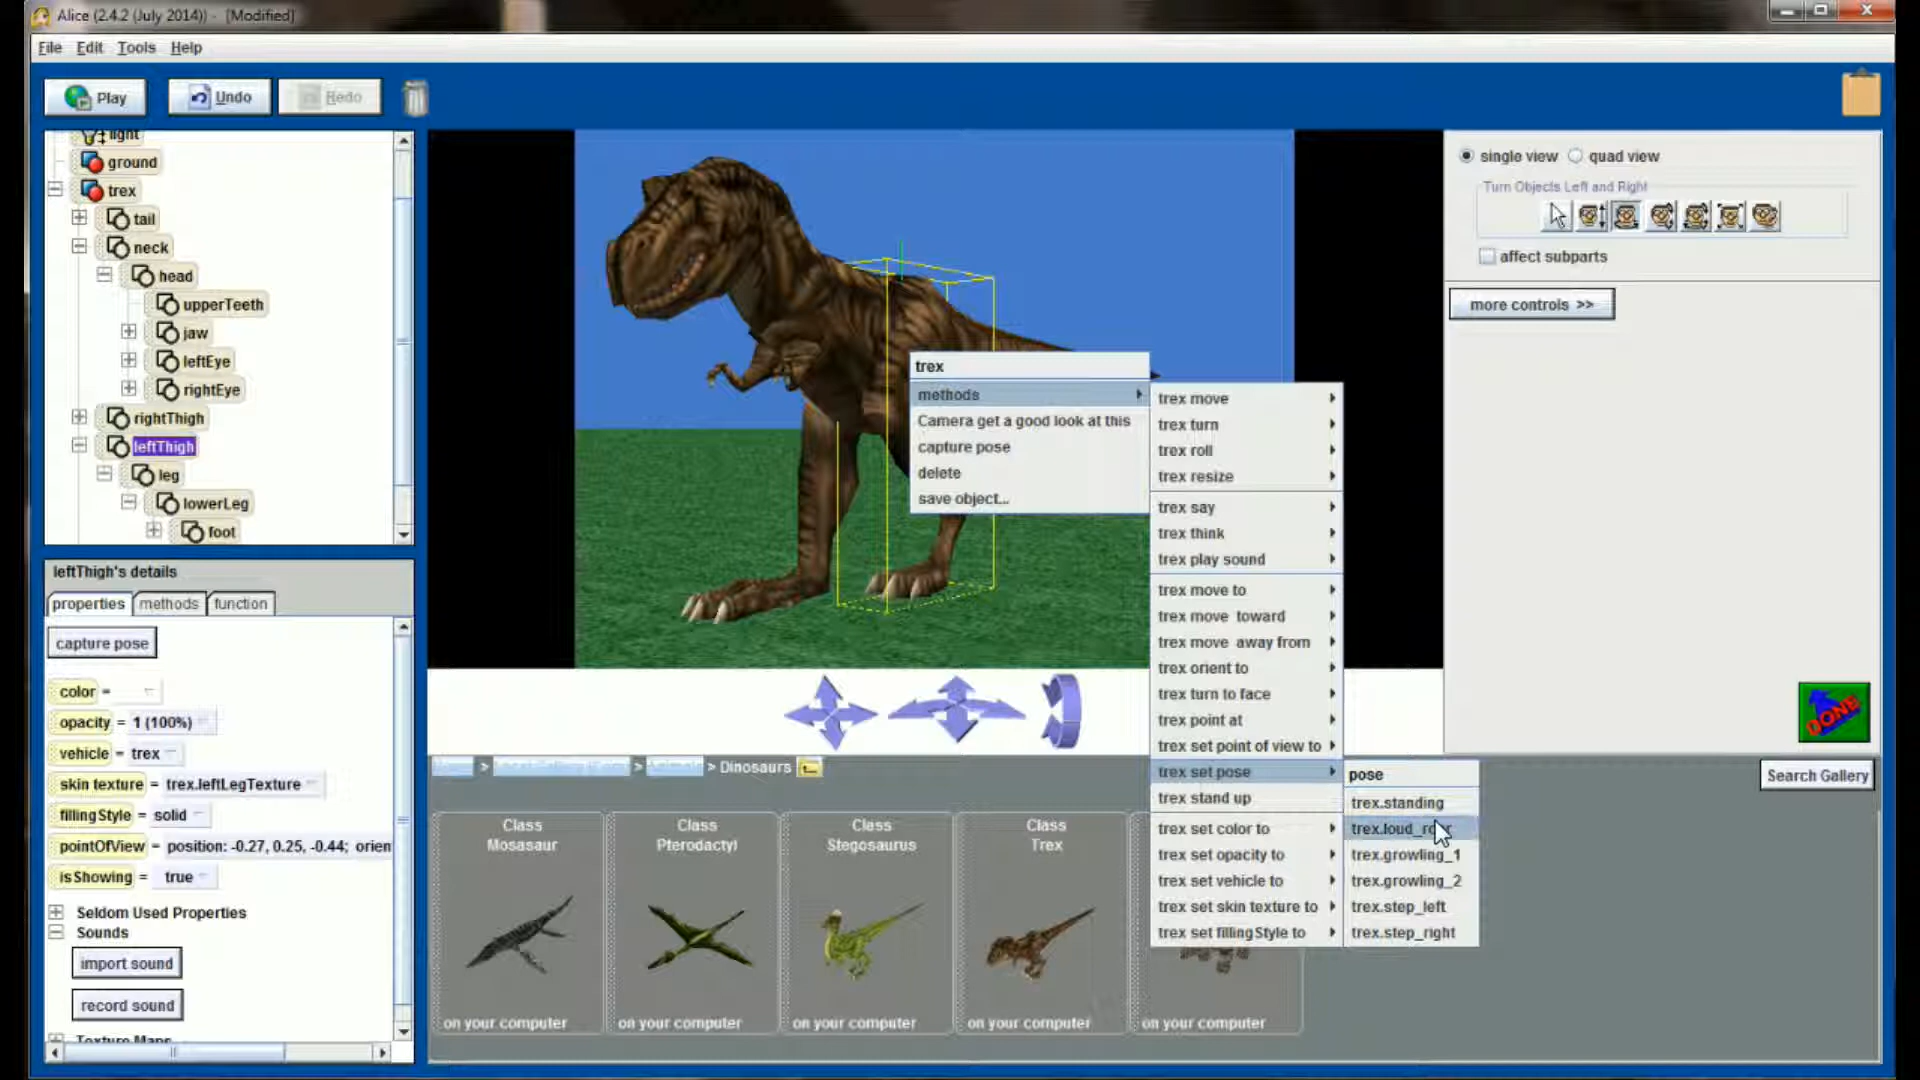 Alice (2.4.2 (July 2014)) - [Modified]
File Edit Tools Help
Play Undo Redo
light
ground
trex
tail
neck
head
upperTeeth
jaw
leftEye
rightEye
rightThigh
leftThigh
leg
lowerLeg
foot
leftThigh's details
properties methods function
capture pose
color =
opacity = 1 (100%)
vehicle = trex
skin texture = trex.leftLegTexture
fillingStyle = solid
pointOfView = position: -0.27, 0.25, -0.44; orien
isShowing = true
Seldom Used Properties
Sounds
import sound
record sound
Texture Maps
trex
methods
Camera get a good look at this
capture pose
delete
save object...
trex move
trex turn
trex roll
trex resize
trex say
trex think
trex play sound
trex move to
trex move toward
trex move away from
trex orient to
trex turn to face
trex point at
trex set point of view to
trex set pose
trex stand up
trex set color to
trex set opacity to
trex set vehicle to
trex set skin texture to
trex set fillingStyle to
pose
trex.standing
trex.growling_1
trex.growling_2
trex.step_left
trex.step_right
single view quad view
Turn Objects Left and Right
affect subparts
more controls >>
DONE
> > > Dinosaurs
Search Gallery
Class
Mosasaur
on your computer
Class
Pterodactyl
on your computer
Class
Stegosaurus
on your computer
Class
Trex
on your computer
on your computer